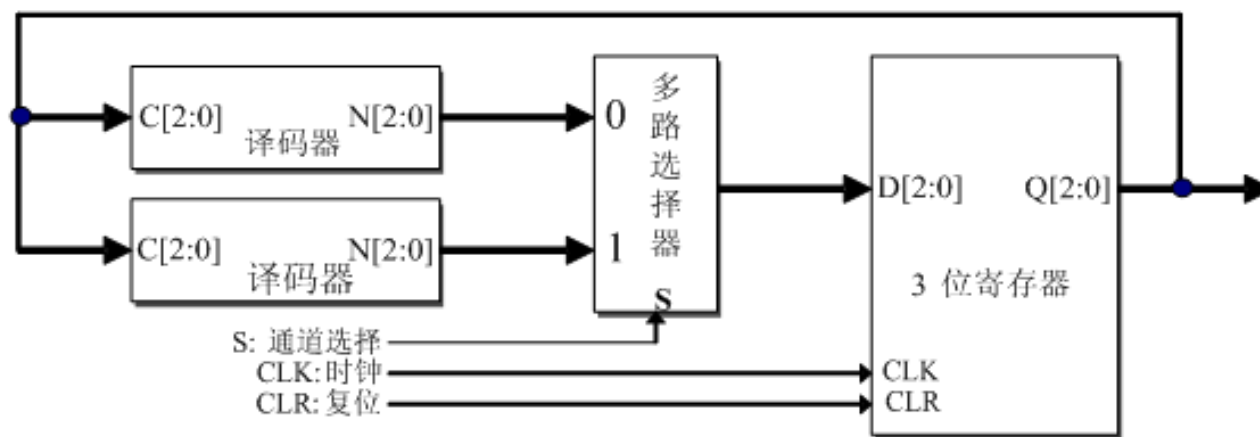 C[2:0] N[2:0]
译码器
C[2:0] N[2:0]
译码器
0
1
多路选择器
S
D[2:0] Q[2:0]
3 位寄存器
CLK
CLR
S: 通道选择
CLK:时钟
CLR:复位